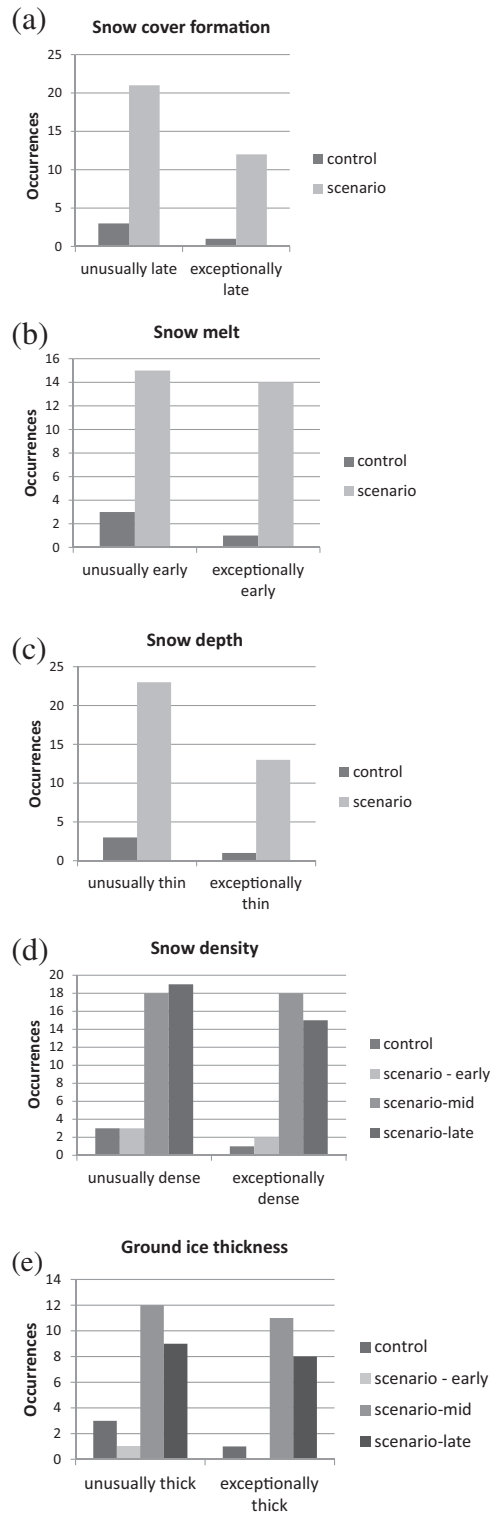 (a)
Snow cover formation
25
20
15
10
5
0
Occurrences
unusually late
exceptionally
late
control
scenario
(b)
Snow melt
16
14
12
10
8
6
4
2
0
Occurrences
unusually early
exceptionally
early
control
scenario
(c)
Snow depth
25
20
15
10
5
0
Occurrences
unusually thin
exceptionally
thin
control
scenario
(d)
Snow density
20
18
16
14
12
10
8
6
4
2
0
Occurrences
unusually dense
exceptionally
dense
control
scenario - early
scenario-mid
scenario-late
(e)
Ground ice thickness
14
12
10
8
6
4
2
0
Occurrences
unusually thick
exceptionally
thick
control
scenario - early
scenario-mid
scenario-late